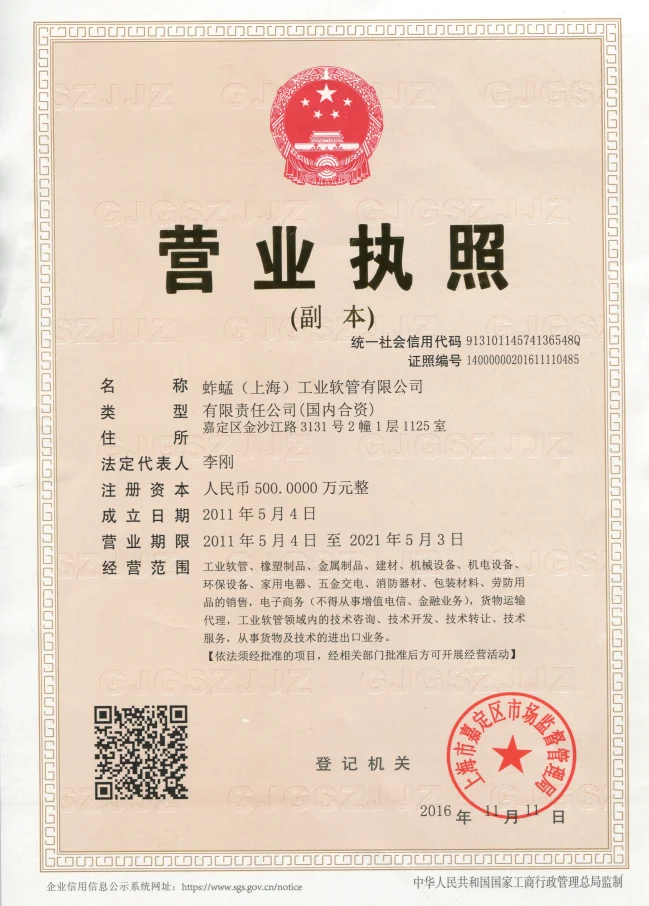 营业执照
(副 本)
统一社会信用代码 91310114574136548Q
证照编号 14000000201611110485
名 称 蚱蜢（上海）工业软管有限公司
类 型 有限责任公司(国内合资)
住 所 嘉定区金沙江路 3131 号 2 幢 1 层 1125 室
法定代表人 李刚
注 册 资 本 人民币 500.0000 万元整
成 立 日 期 2011 年 5 月 4 日
营 业 期 限 2011 年 5 月 4 日 至 2021 年 5 月 3 日
经 营 范 围 工业软管、橡塑制品、金属制品、建材、机械设备、机电设备、
环保设备、家用电器、五金交电、消防器材、包装材料、劳防用
品的销售，电子商务（不得从事增值电信、金融业务），货物运输
代理，工业软管领域内的技术咨询、技术开发、技术转让、技术
服务，从事货物及技术的进出口业务。
【依法须经批准的项目，经相关部门批准后方可开展经营活动】
登 记 机 关
上海市嘉定区市场监督管理局
2016 年 11 月 11 日
企业信用信息公示系统网址：https://www.sgs.gov.cn/notice
中华人民共和国国家工商行政管理总局监制